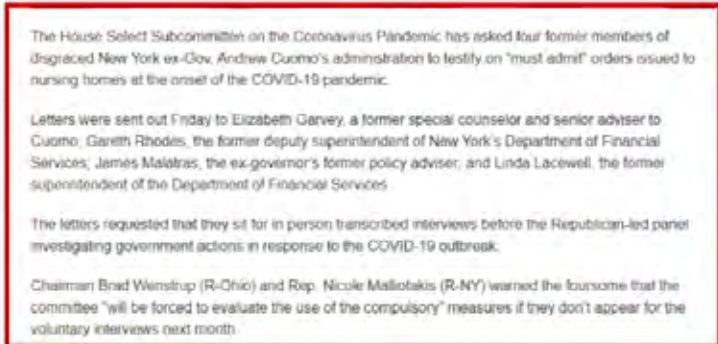 The House Select Subcommittee on the Coronavirus Pandemic has asked four former members of
disgraced New York ex-Gov. Andrew Cuomo's administration to testify on "must admit" orders issued to
nursing homes at the onset of the COVID-19 pandemic.
Letters were sent out Friday to Elizabeth Garvey, a former special counselor and senior adviser to
Cuomo; Gareth Rhodes, the former deputy superintendent of New York's Department of Financial
Services; James Malatras, the ex-governor's former policy adviser; and Linda Lacewell, the former
superintendent of the Department of Financial Services
The letters requested that they sit for in person transcribed interviews before the Republican-led panel
investigating government actions in response to the COVID-19 outbreak.
Chairman Brad Wenstrup (R-Ohio) and Rep. Nicole Malliotakis (R-NY) warned the foursome that the
committee "will be forced to evaluate the use of the compulsory" measures if they don't appear for the
voluntary interviews next month